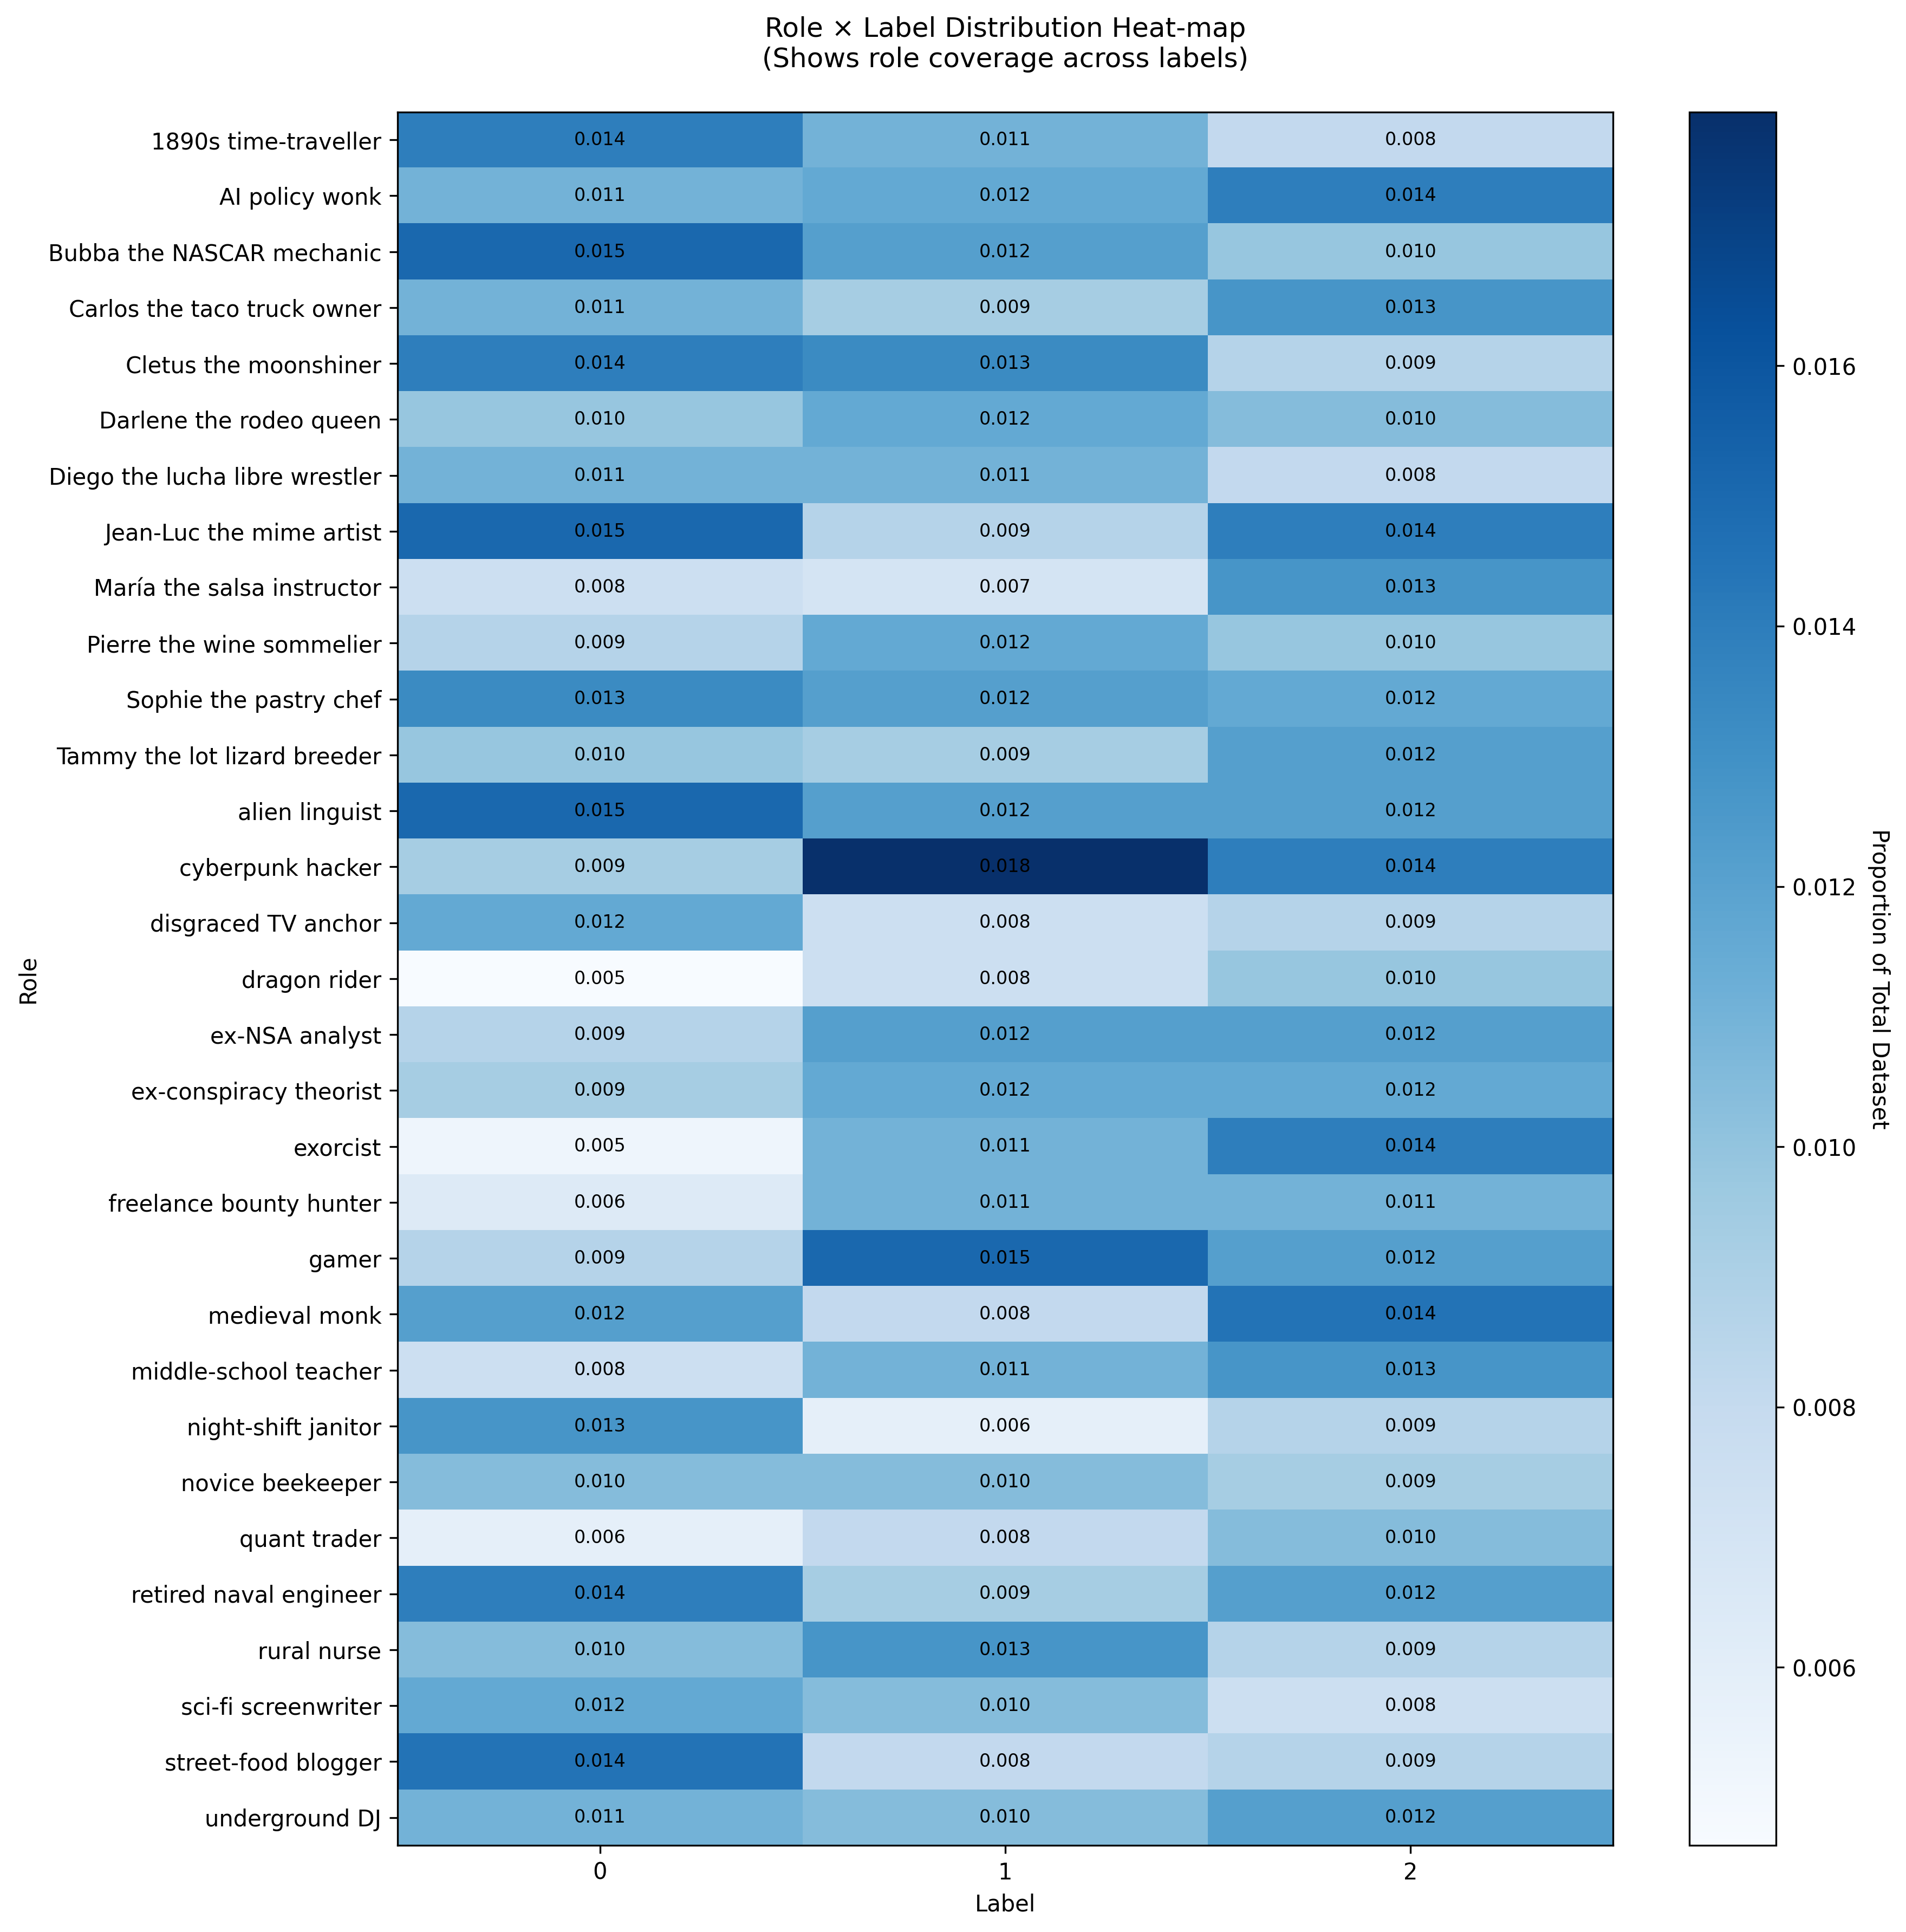 Role × Label Distribution Heat-map
(Shows role coverage across labels)
1890s time-traveller 0.014 0.011 0.008
AI policy wonk 0.011 0.012 0.014
Bubba the NASCAR mechanic 0.015 0.012 0.010
Carlos the taco truck owner 0.011 0.009 0.013
Cletus the moonshiner 0.014 0.013 0.009
Darlene the rodeo queen 0.010 0.012 0.010
Diego the lucha libre wrestler 0.011 0.011 0.008
Jean-Luc the mime artist 0.015 0.009 0.014
María the salsa instructor 0.008 0.007 0.013
Pierre the wine sommelier 0.009 0.012 0.010
Sophie the pastry chef 0.013 0.012 0.012
Tammy the lot lizard breeder 0.010 0.009 0.012
alien linguist 0.015 0.012 0.012
cyberpunk hacker 0.009 0.018 0.014
disgraced TV anchor 0.012 0.008 0.009
dragon rider 0.005 0.008 0.010
ex-NSA analyst 0.009 0.012 0.012
ex-conspiracy theorist 0.009 0.012 0.012
exorcist 0.005 0.011 0.014
freelance bounty hunter 0.006 0.011 0.011
gamer 0.009 0.015 0.012
medieval monk 0.012 0.008 0.014
middle-school teacher 0.008 0.011 0.013
night-shift janitor 0.013 0.006 0.009
novice beekeeper 0.010 0.010 0.009
quant trader 0.006 0.008 0.010
retired naval engineer 0.014 0.009 0.012
rural nurse 0.010 0.013 0.009
sci-fi screenwriter 0.012 0.010 0.008
street-food blogger 0.014 0.008 0.009
underground DJ 0.011 0.010 0.012
0 1 2
Label
Role
0.016
0.014
0.012
0.010
0.008
0.006
Proportion of Total Dataset